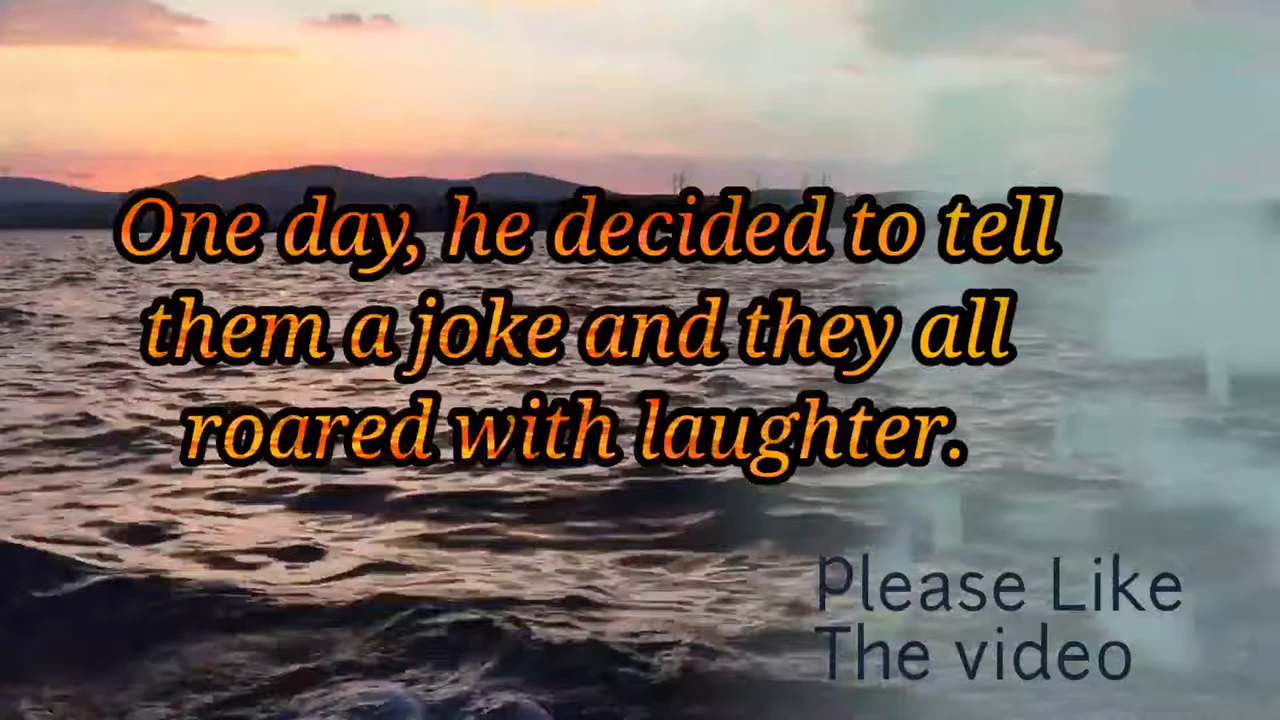 One day, he decided to tell
them a joke and they all
roared with laughter.
Please Like
The video